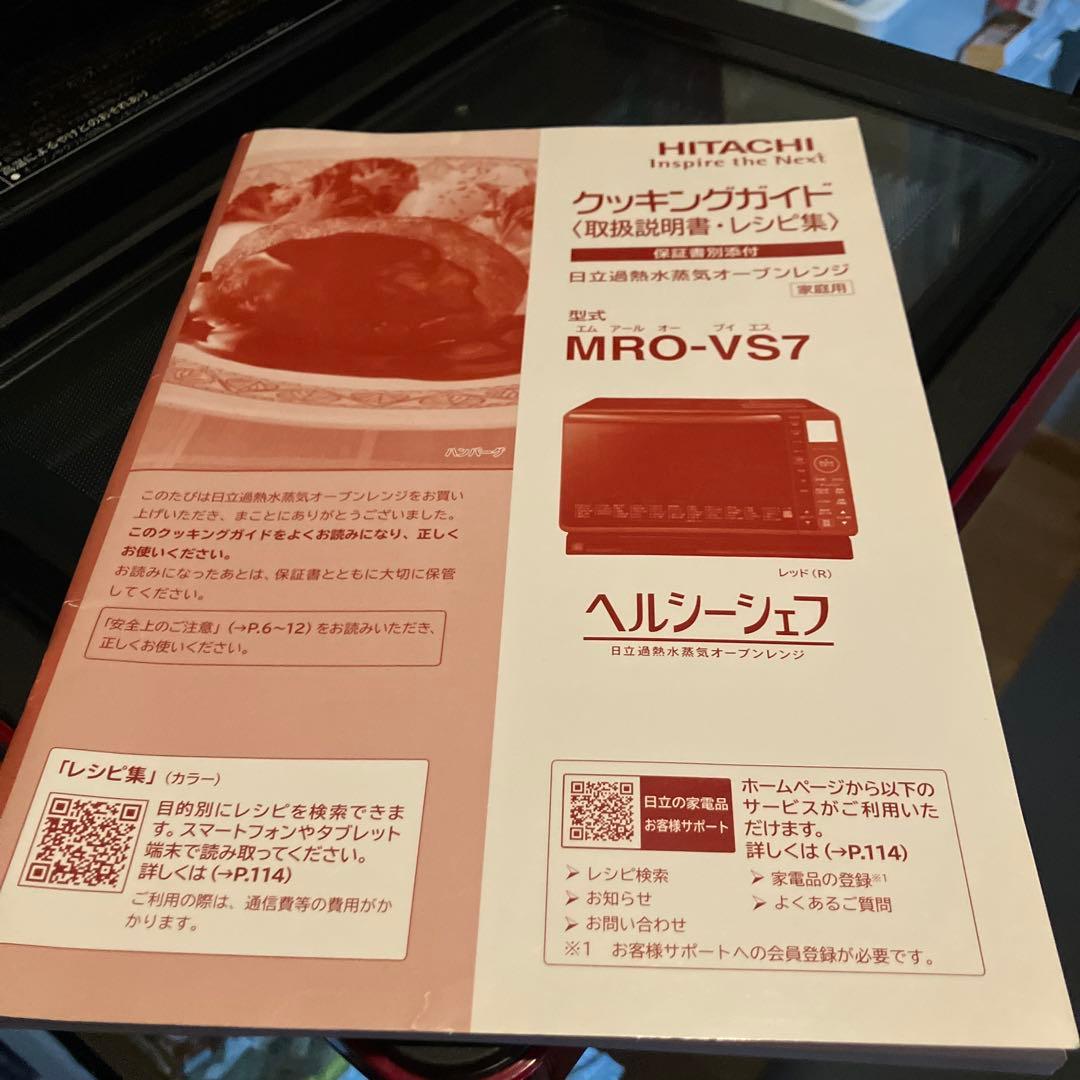 高温によるやけどのおそれあり
HITACHI
Inspire the Next
クッキングガイド
〈取扱説明書・レシピ集〉
保証書別添付
日立過熱水蒸気オーブンレンジ
家庭用
型式
エム アール オー ブイ エス
MRO-VS7
レッド(R)
ヘルシーシェフ
日立過熱水蒸気オーブンレンジ
ハンバーグ
このたびは日立過熱水蒸気オーブンレンジをお買い
上げいただき、まことにありがとうございました。
このクッキングガイドをよくお読みになり、正しく
お使いください。
お読みになったあとは、保証書とともに大切に保管
してください。
「安全上のご注意」(→P.6~12)をお読みいただき、
正しくお使いください。
「レシピ集」(カラー)
目的別にレシピを検索できま
す。スマートフォンやタブレット
端末で読み取ってください。
詳しくは(→P.114)
ご利用の際は、通信費等の費用がか
かります。
日立の家電品
お客様サポート
ホームページから以下の
サービスがご利用いた
だけます。
詳しくは(→P.114)
➢ レシピ検索
➢ お知らせ
➢ お問い合わせ
➢ 家電品の登録※1
➢ よくあるご質問
※1 お客様サポートへの会員登録が必要です。